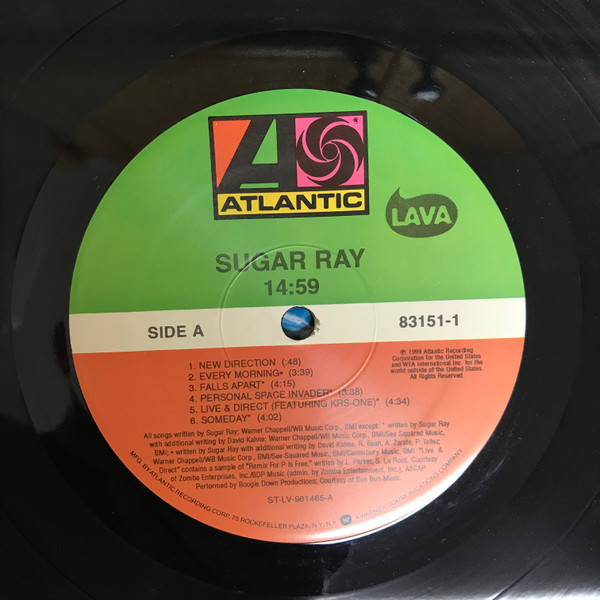 ATLANTIC
LAVA
SUGAR RAY
14:59
SIDE A
83151-1
℗ 1999 Atlantic Recording
Corporation for the United States
and WEA International Inc. for the
world outside of the United States.
All Rights Reserved.
1. NEW DIRECTION (:48)
2. EVERY MORNING• (3:39)
3. FALLS APART* (4:15)
4. PERSONAL SPACE INVADER* (3:38)
5. LIVE & DIRECT (FEATURING KRS-ONE)* (4:34)
6. SOMEDAY* (4:02)
All songs written by Sugar Ray; Warner Chappell/WB Music Corp., BMI except: * written by Sugar Ray
with additional writing by David Kahne; Warner Chappell/WB Music Corp., BMI/See Squared Music,
BMI; • written by Sugar Ray with additional writing by David Kahne, R. Bean, A. Zarate, P. Tellez;
Warner Chappell/WB Music Corp., BMI/See Squared Music, BMI/Canterbury Music, BMI. "Live &
Direct" contains a sample of "Remix For P Is Free," written by L. Parker, S. La Rock, Courtesy
of Zomba Enterprises, Inc./BDP Music (admin. by Zomba Entertainment, Inc.), ASCAP.
Performed by Boogie Down Productions; Courtesy of Bun Bun Music.
ST-LV-981465-A
MFG. BY ATLANTIC RECORDING CORP., 75 ROCKEFELLER PLAZA, N.Y., N.Y. A WARNER COMMUNICATIONS COMPANY